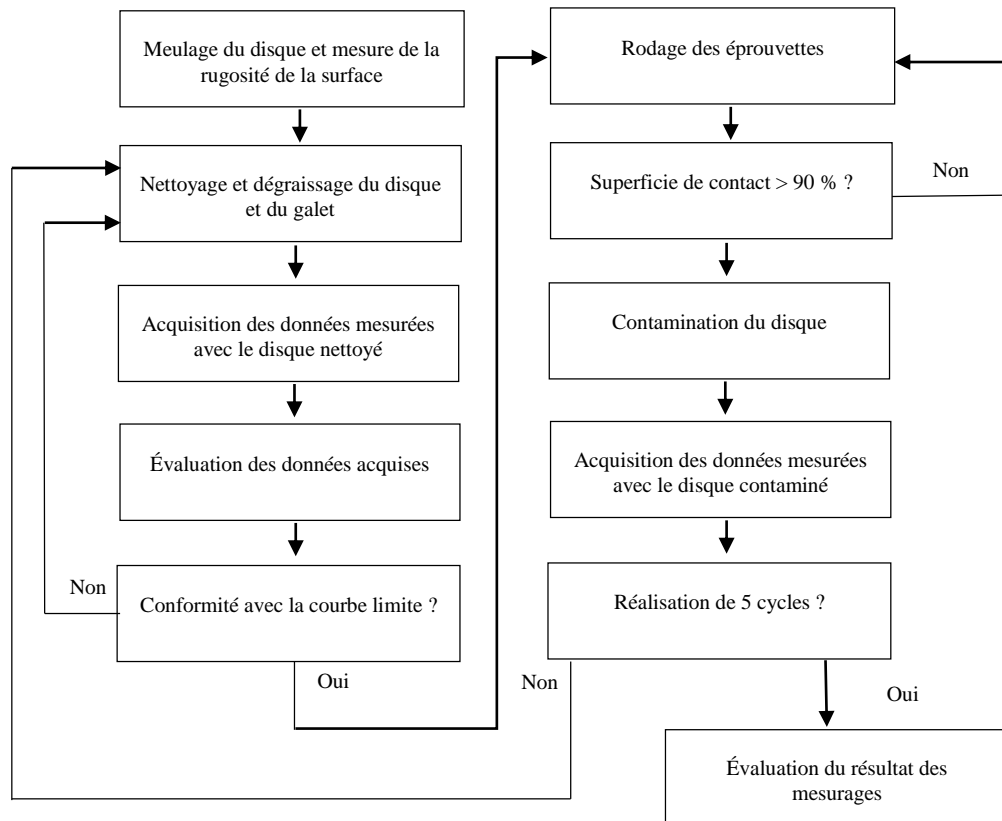 Meulage du disque et mesure de la
rugosité de la surface
Nettoyage et dégraissage du disque
et du galet
Acquisition des données mesurées
avec le disque nettoyé
Évaluation des données acquises
Non
Conformité avec la courbe limite ?
Oui
Rodage des éprouvettes
Superficie de contact > 90 % ?
Non
Contamination du disque
Acquisition des données mesurées
avec le disque contaminé
Réalisation de 5 cycles ?
Non
Oui
Évaluation du résultat des
mesurages